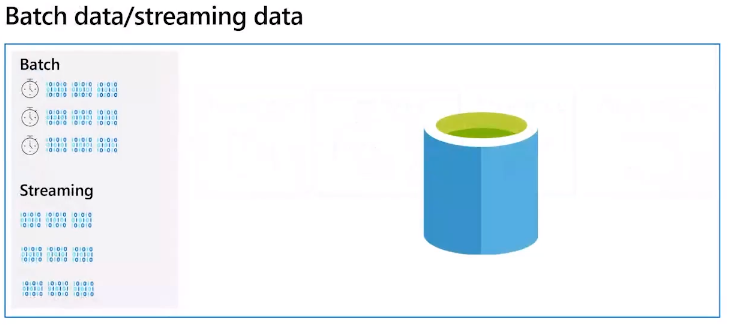 Batch data/streaming data
Batch
Streaming